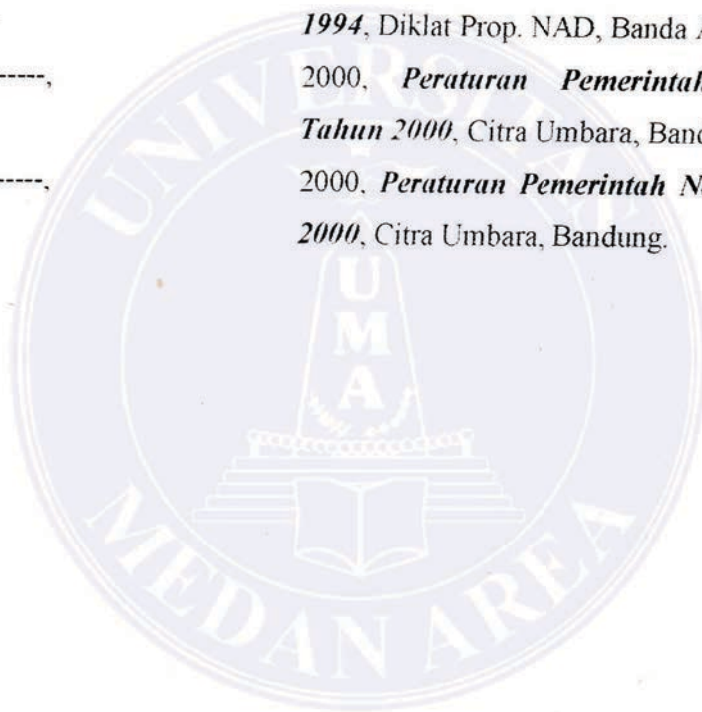 1994, Diklat Prop. NAD, Banda
-----,
2000, Peraturan Pemerintah
Tahun 2000, Citra Umbara,
----,
2000, Peraturan Pemerintah
2000, Citra Umbara, Bandung.
UNIVERSITAS
UMA
MEDAN AREA